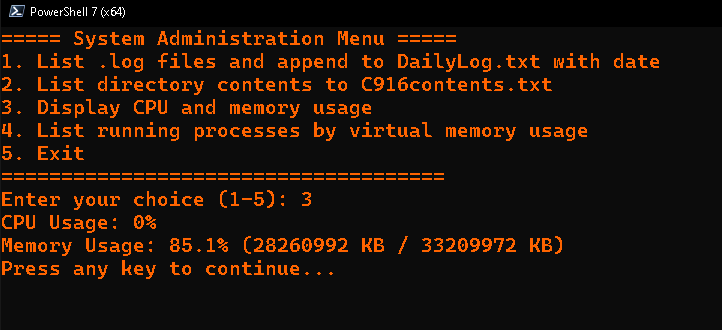 PowerShell 7 (x64)
===== System Administration Menu =====
1. List .log files and append to DailyLog.txt with date
2. List directory contents to C916contents.txt
3. Display CPU and memory usage
4. List running processes by virtual memory usage
5. Exit
=====================================
Enter your choice (1-5): 3
CPU Usage: 0%
Memory Usage: 85.1% (28260992 KB / 33209972 KB)
Press any key to continue...